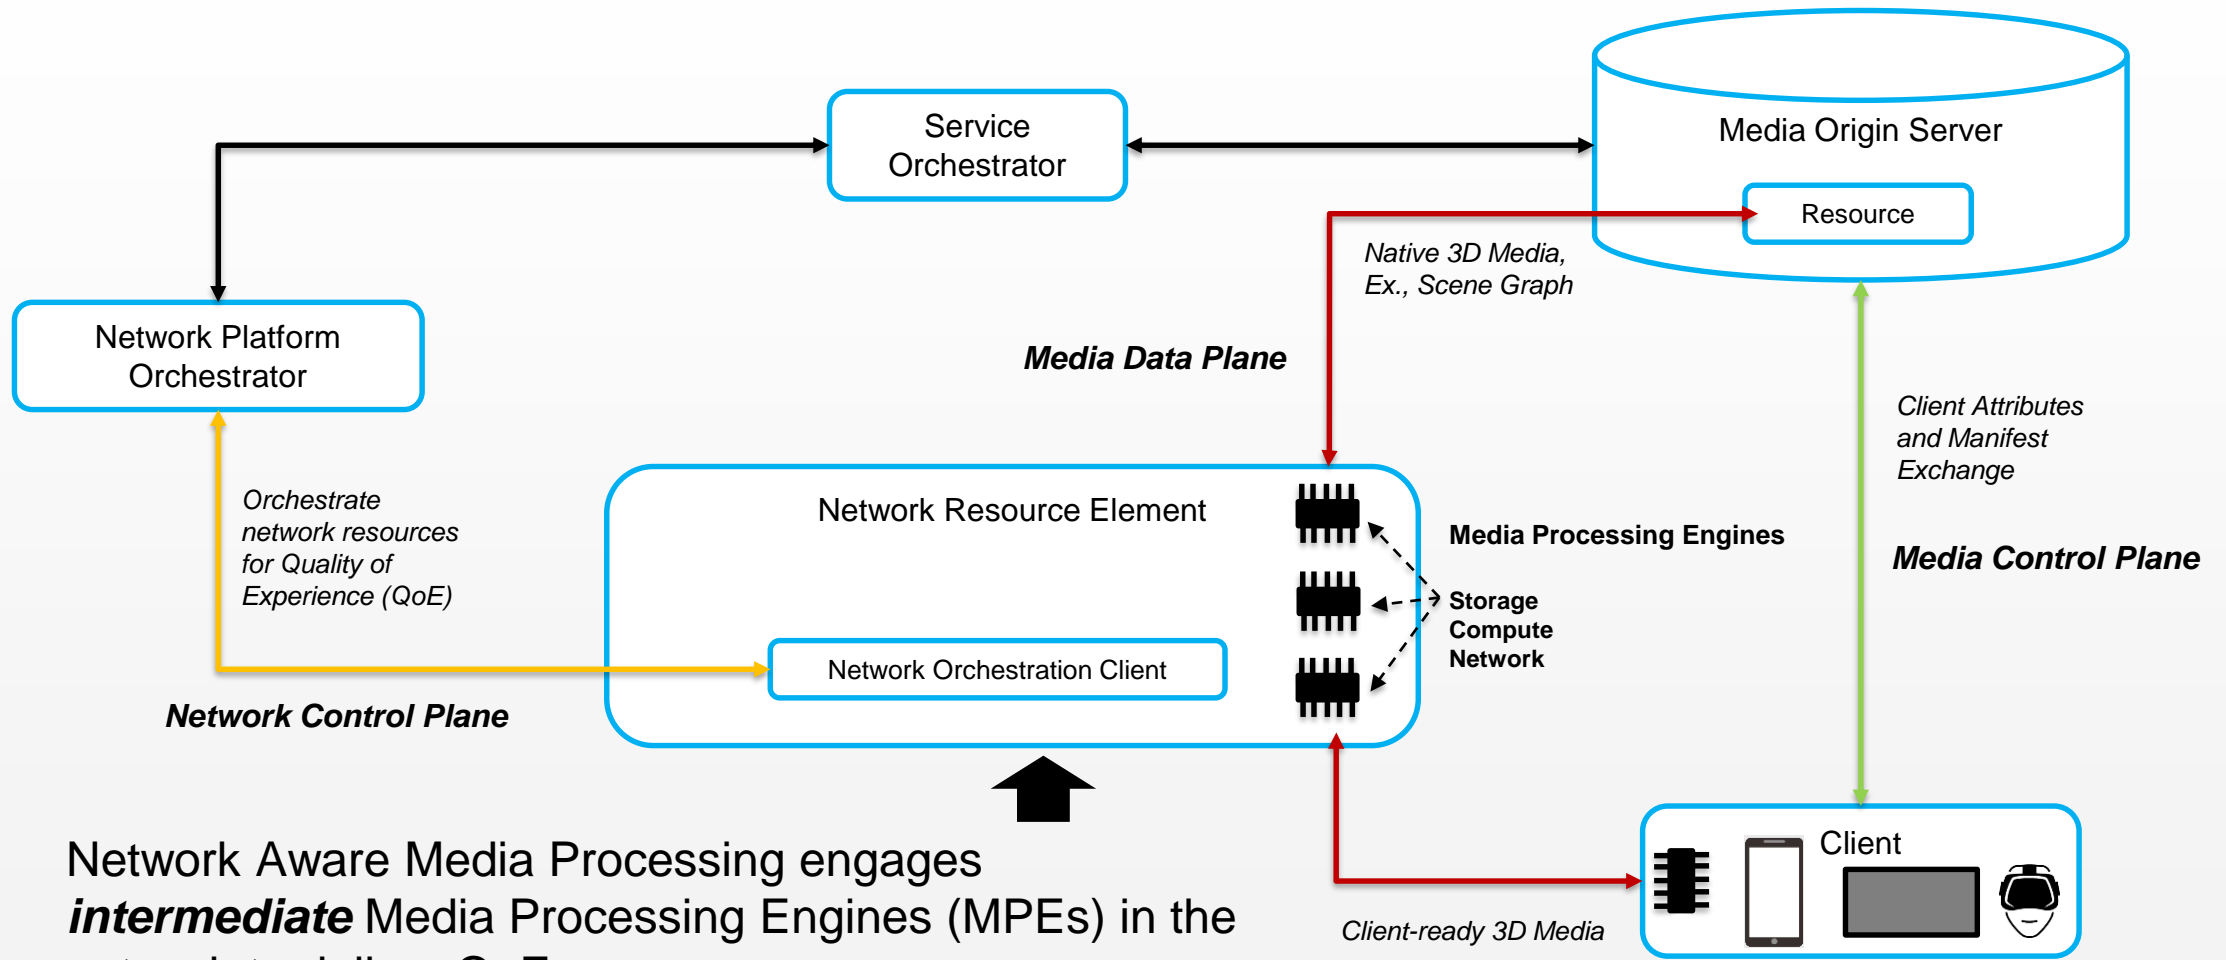 Service
Orchestrator
Media Origin Server
Resource
Native 3D Media,
Ex., Scene Graph
Network Platform
Orchestrator
Media Data Plane
Client Attributes
and Manifest
Exchange
Orchestrate
network resources
for Quality of
Experience (QoE)
Network Resource Element
Media Processing Engines
Media Control Plane
Storage
Compute
Network
Network Orchestration Client
Network Control Plane
Client
Network Aware Media Processing engages
intermediate Media Processing Engines (MPEs) in the
Client-ready 3D Media